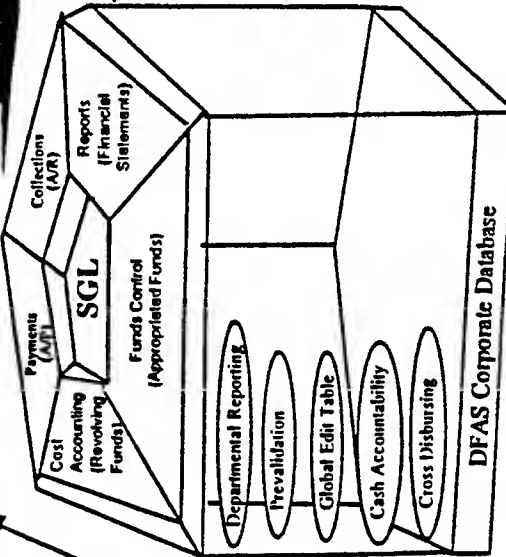 Collections
(A/R)
Payments
(A/P)
Reports
(Financial
Statements)
SGL
Cost
Accounting
(Revolving
Funds)
Funds Control
(Appropriated Funds)
Departmental Reporting
Prevalidation
Global Edit Table
Cash Accountability
Cross Disbursing
DFAS Corporate Database